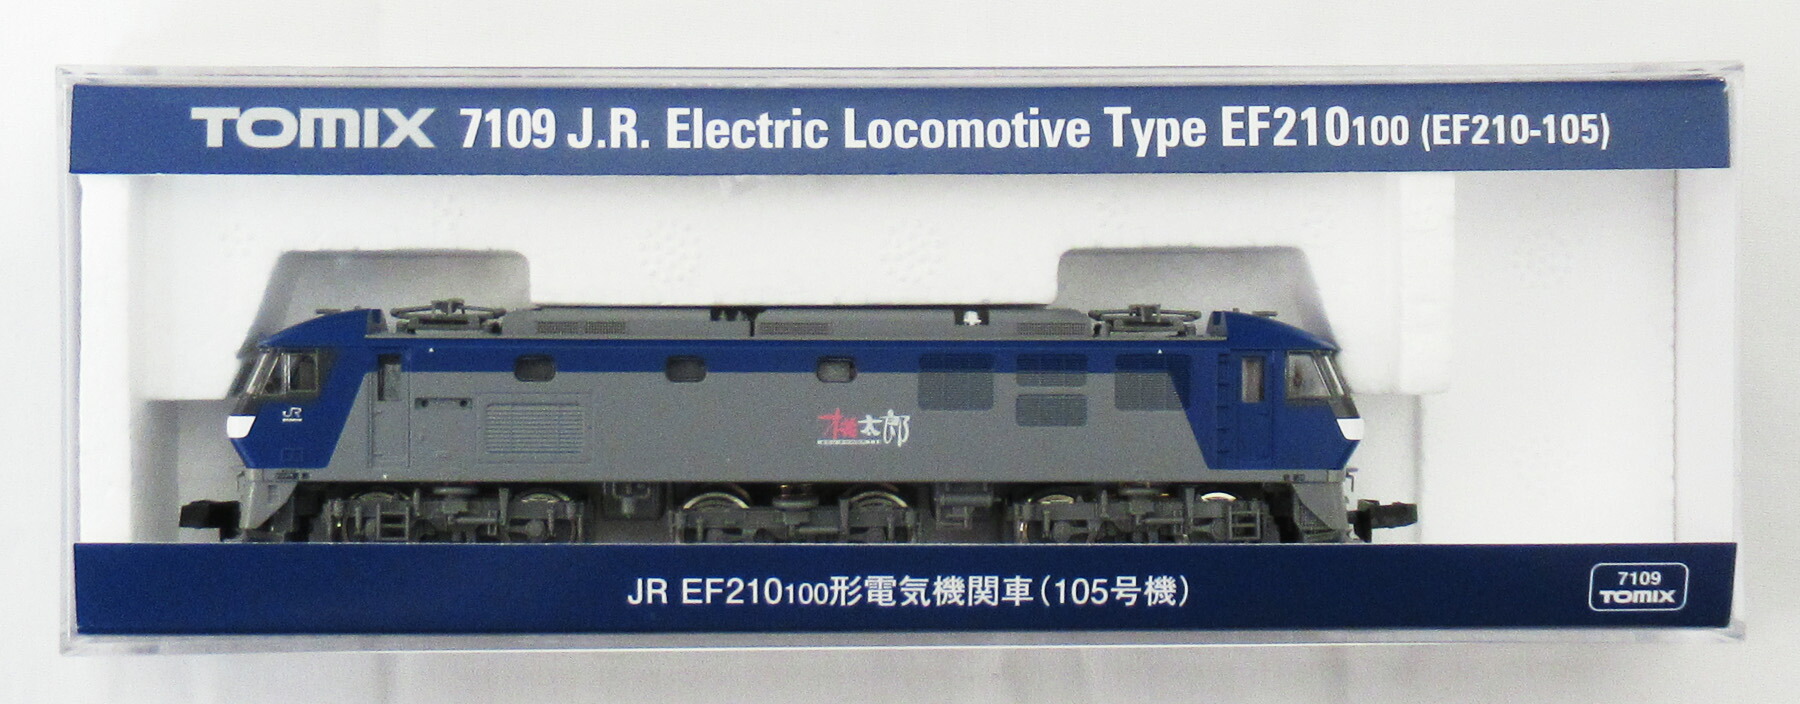 TOMIX 7109 J.R. Electric Locomotive Type EF210100 (EF210-105)
JR
桃太郎
JR EF210100形電気機関車(105号機)
7109
TOMIX